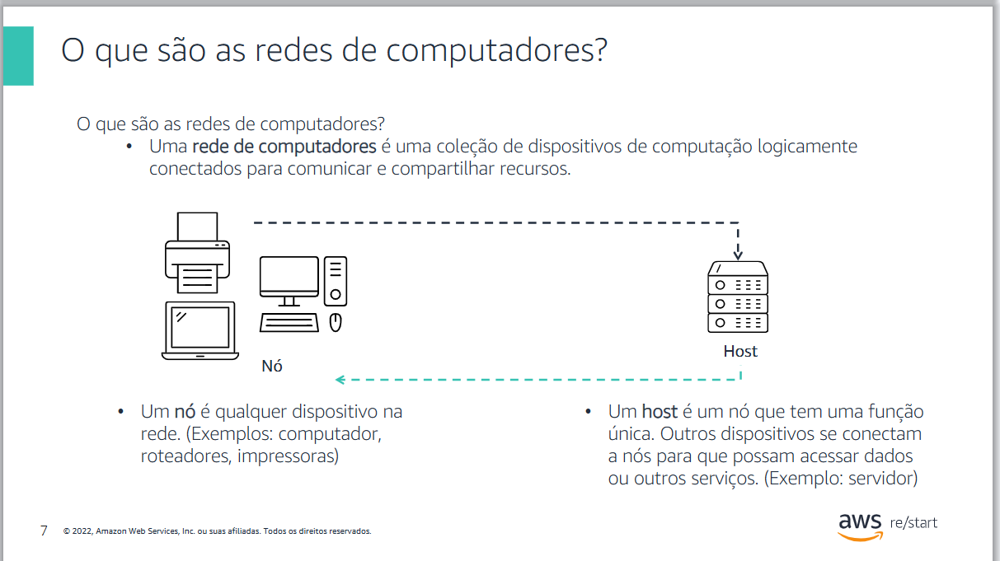 O que são as redes de computadores?
O que são as redes de computadores?
• Uma rede de computadores é uma coleção de dispositivos de computação logicamente
conectados para comunicar e compartilhar recursos.
Nó
Host
• Um nó é qualquer dispositivo na
rede. (Exemplos: computador,
roteadores, impressoras)
• Um host é um nó que tem uma função
única. Outros dispositivos se conectam
a nós para que possam acessar dados
ou outros serviços. (Exemplo: servidor)
7 © 2022, Amazon Web Services, Inc. ou suas afiliadas. Todos os direitos reservados.
aws re/start